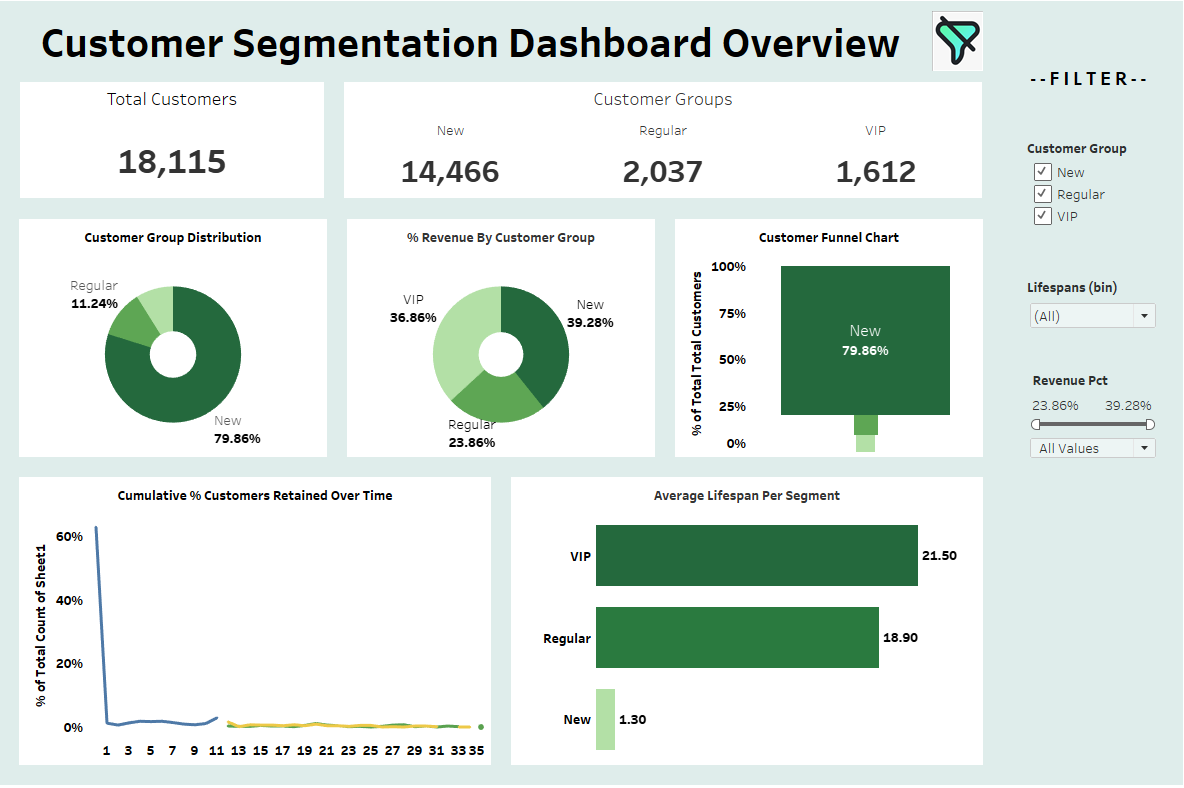 Customer Segmentation Dashboard Overview
--FILTER--
Total Customers
18,115
Customer Groups
New Regular VIP
14,466 2,037 1,612
Customer Group
New
Regular
VIP
Lifespans (bin)
(All)
Revenue Pct
23.86% 39.28%
All Values
Customer Group Distribution
Regular
11.24%
New
79.86%
% Revenue By Customer Group
VIP
36.86%
New
39.28%
Regular
23.86%
Customer Funnel Chart
% of Total Total Customers
100%
75%
50%
25%
0%
New
79.86%
Cumulative % Customers Retained Over Time
% of Total Count of Sheet1
60%
40%
20%
0%
1 3 5 7 9 11 13 15 17 19 21 23 25 27 29 31 33 35
Average Lifespan Per Segment
VIP 21.50
Regular 18.90
New 1.30